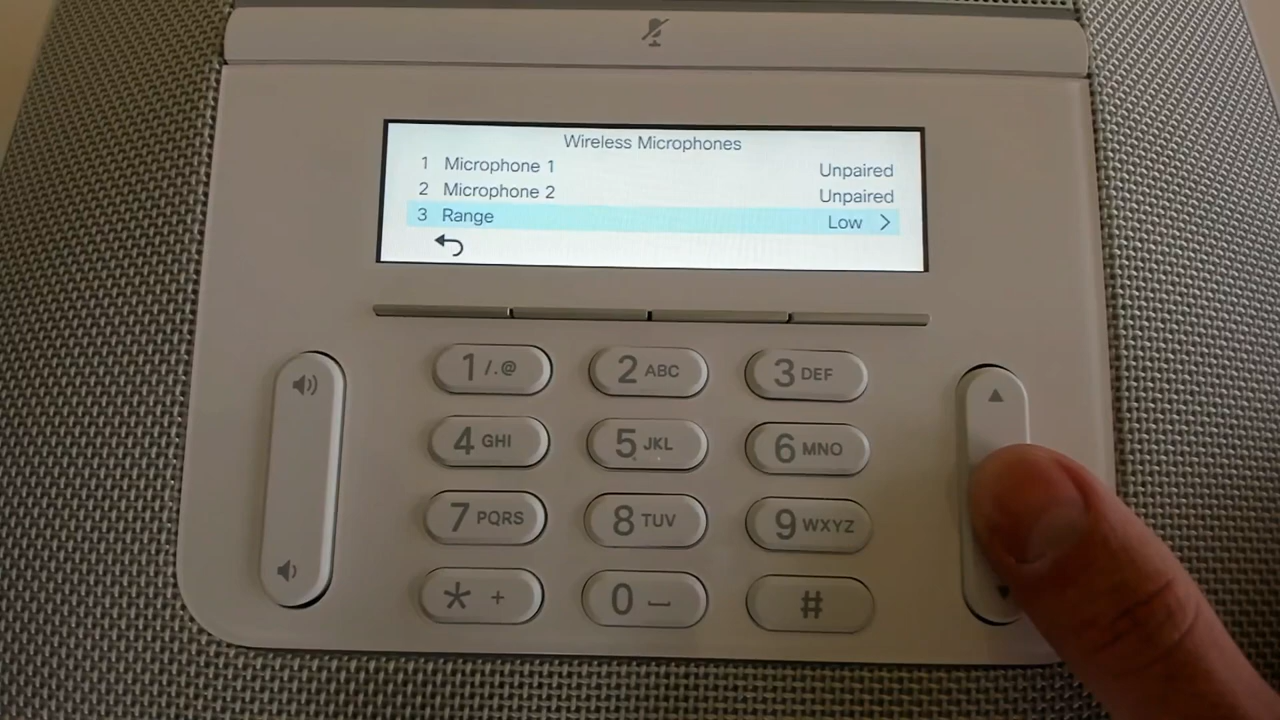 Wireless Microphones
1 Microphone 1 Unpaired
2 Microphone 2 Unpaired
3 Range Low >
1 /.@ 2 ABC 3 DEF
4 GHI 5 JKL 6 MNO
7 PQRS 8 TUV 9 WXYZ
* + 0 #